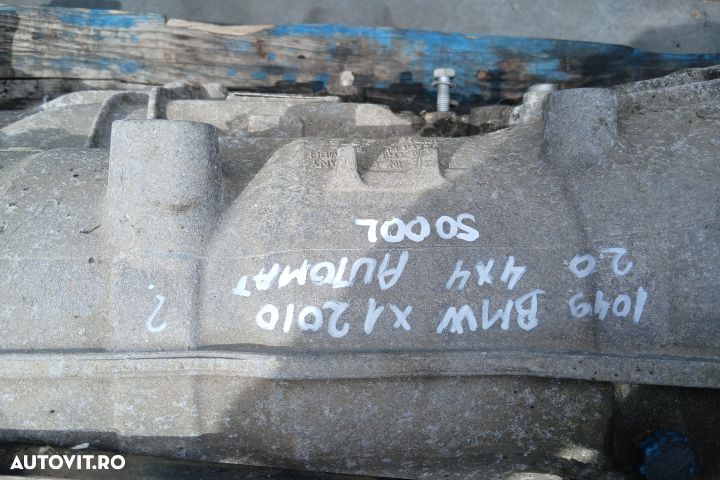 1049 BMW X1 2010 ?
2.0 4X4 AUTOMAT
5000L
AUTOVIT.RO